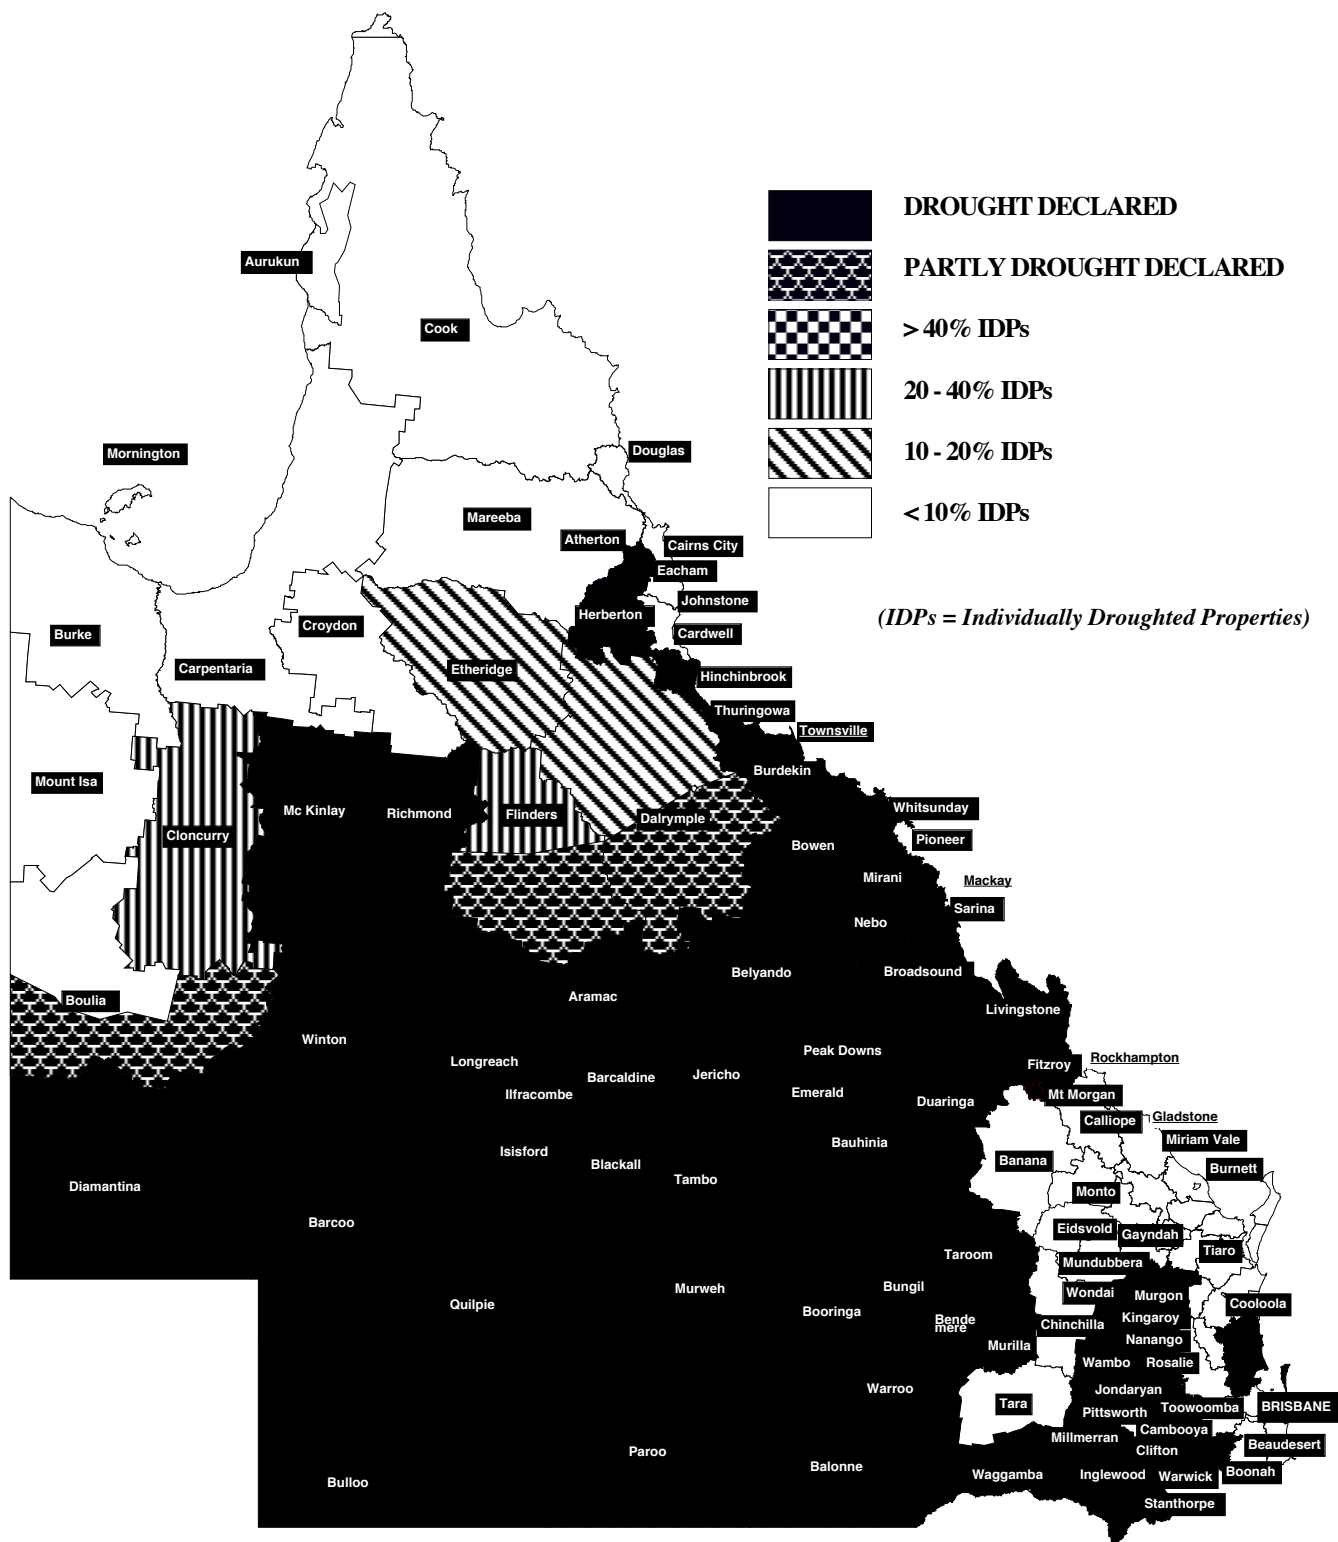 DROUGHT DECLARED
PARTLY DROUGHT DECLARED
> 40% IDPs
20 - 40% IDPs
10 - 20% IDPs
< 10% IDPs
(IDPs = Individually Droughted Properties)
Aurukun
Cook
Mornington
Douglas
Mareeba
Atherton
Cairns City
Eacham
Johnstone
Herberton
Cardwell
Burke
Croydon
Carpentaria
Etheridge
Hinchinbrook
Thuringowa
Townsville
Mount Isa
Burdekin
Mc Kinlay
Richmond
Flinders
Dalrymple
Whitsunday
Cloncurry
Pioneer
Bowen
Mirani
Mackay
Sarina
Nebo
Belyando
Broadsound
Boulia
Aramac
Livingstone
Winton
Longreach
Peak Downs
Rockhampton
Fitzroy
Barcaldine
Jericho
Ilfracombe
Emerald
Duaringa
Mt Morgan
Calliope
Gladstone
Isisford
Bauhinia
Miriam Vale
Blackall
Banana
Burnett
Tambo
Diamantina
Monto
Barcoo
Eidsvold
Gayndah
Taroom
Tiaro
Mundubbera
Murweh
Bungil
Wondai
Murgon
Quilpie
Booringa
Cooloola
Bende
mere
Chinchilla
Kingaroy
Murilla
Nanango
Wambo
Rosalie
Warroo
Jondaryan
Tara
Toowoomba
BRISBANE
Pittsworth
Cambooya
Millmerran
Beaudesert
Paroo
Clifton
Balonne
Waggamba
Inglewood
Warwick
Boonah
Bulloo
Stanthorpe